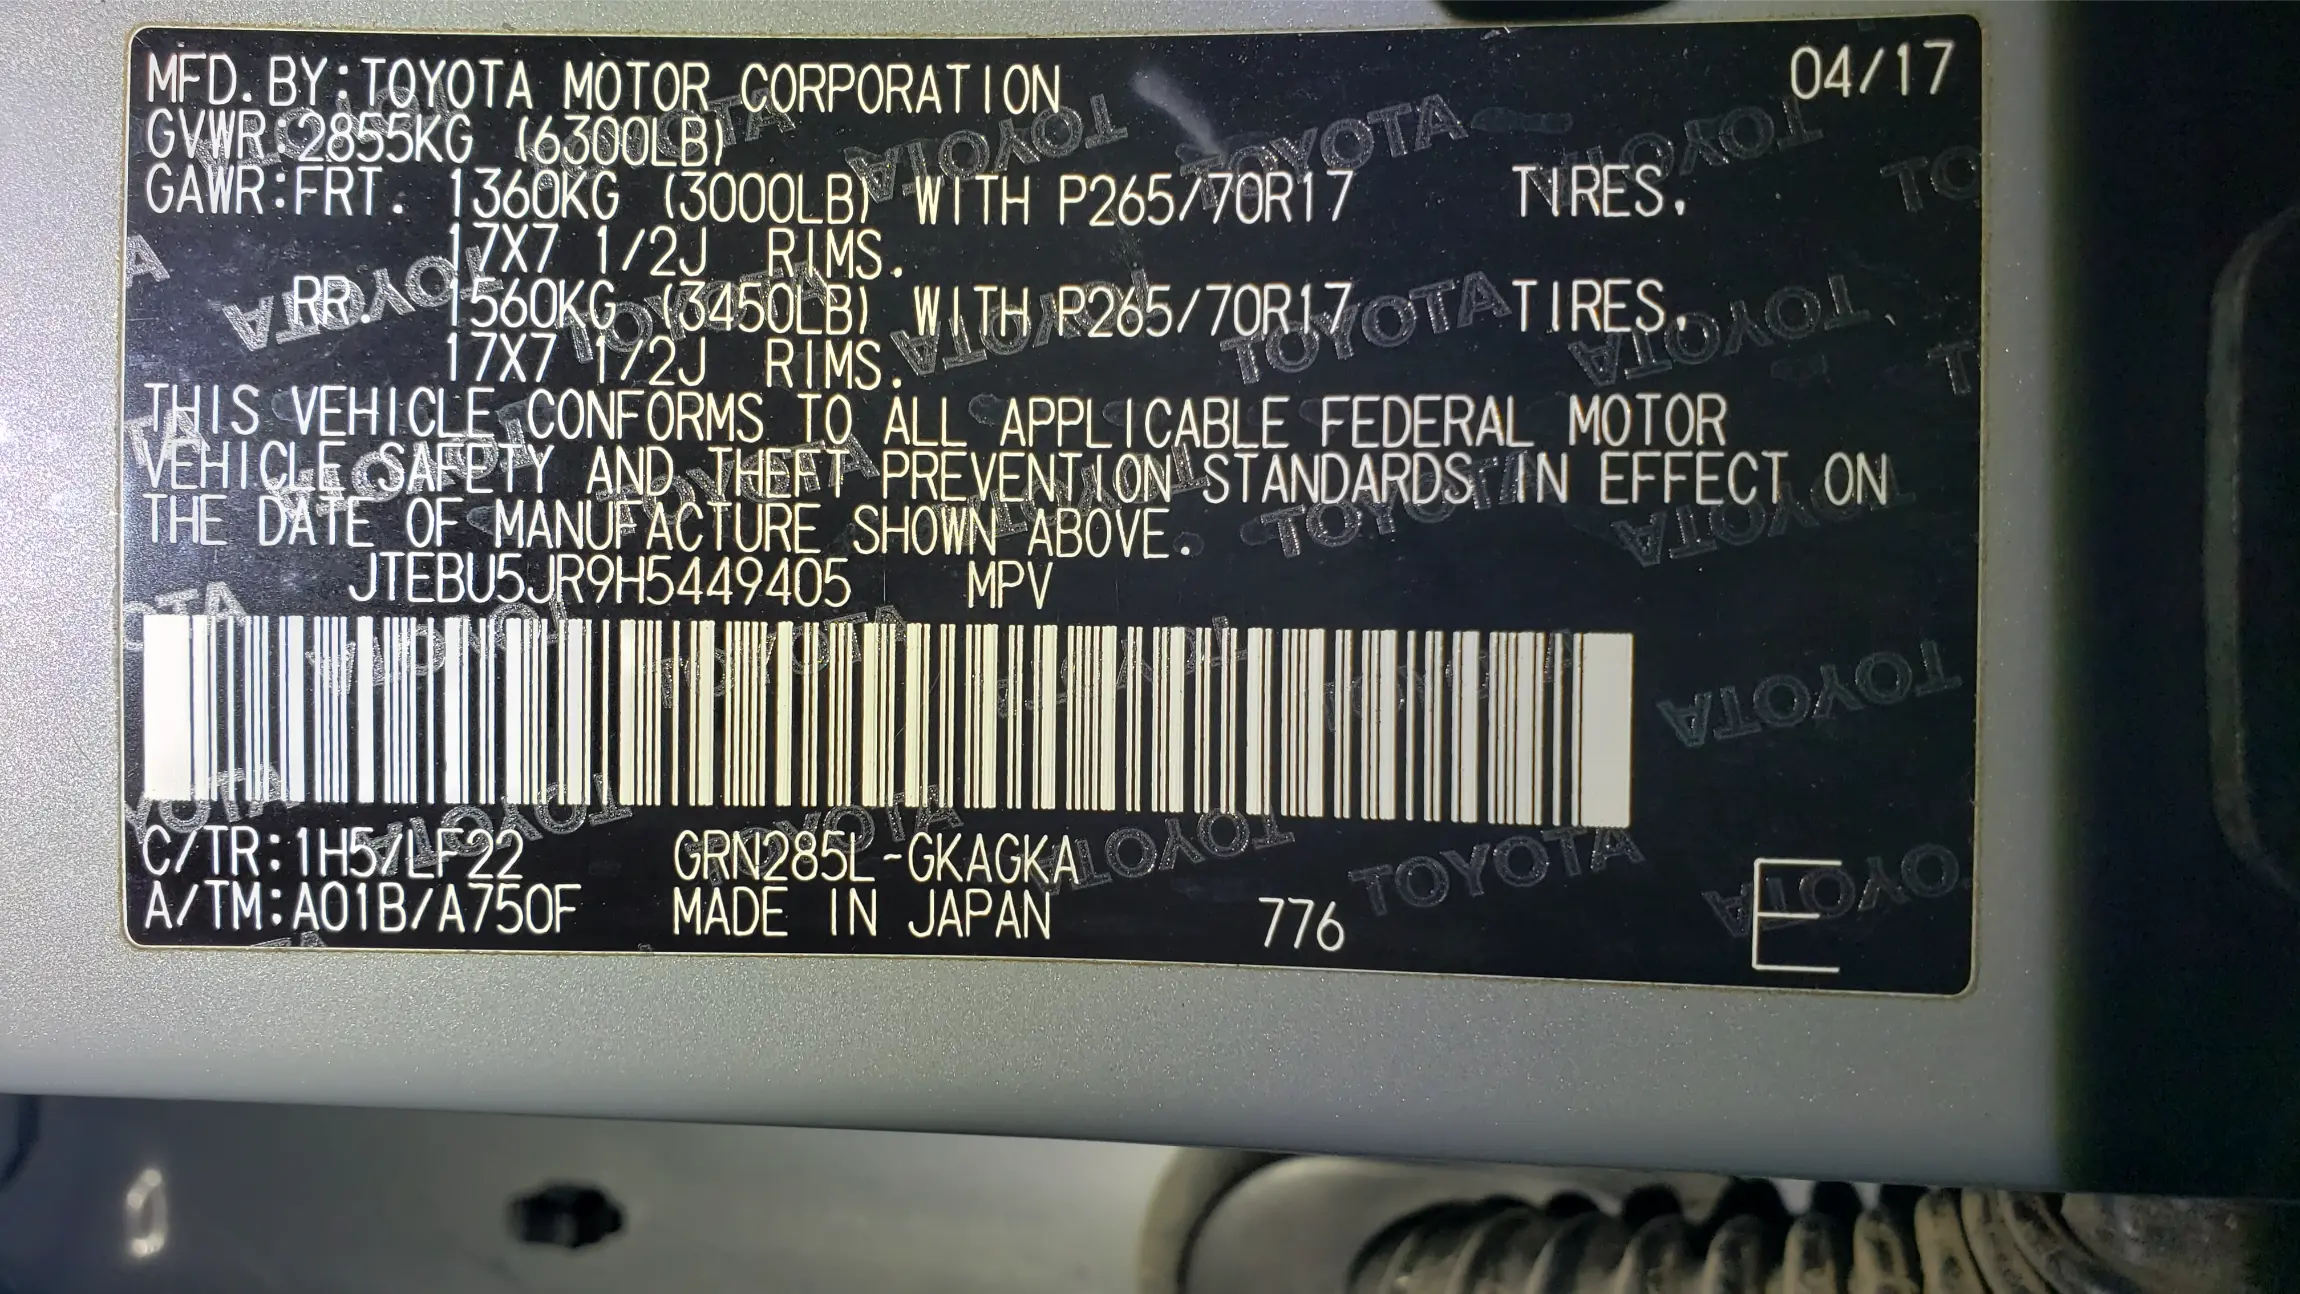 MFD.BY:TOYOTA MOTOR CORPORATION 04/17
GVWR:2855KG (6300LB)
GAWR:FRT. 1360KG (3000LB) WITH P265/70R17 TIRES.
17X7 1/2J RIMS.
RR. 1560KG (3450LB) WITH P265/70R17 TIRES.
17X7 1/2J RIMS.
THIS VEHICLE CONFORMS TO ALL APPLICABLE FEDERAL MOTOR
VEHICLE SAFETY AND THEFT PREVENTION STANDARDS IN EFFECT ON
THE DATE OF MANUFACTURE SHOWN ABOVE.
JTEBU5JR9H5449405 MPV
C/TR:1H5/LF22 GRN285L-GKAGKA
A/TM:A01B/A750F MADE IN JAPAN 776 E